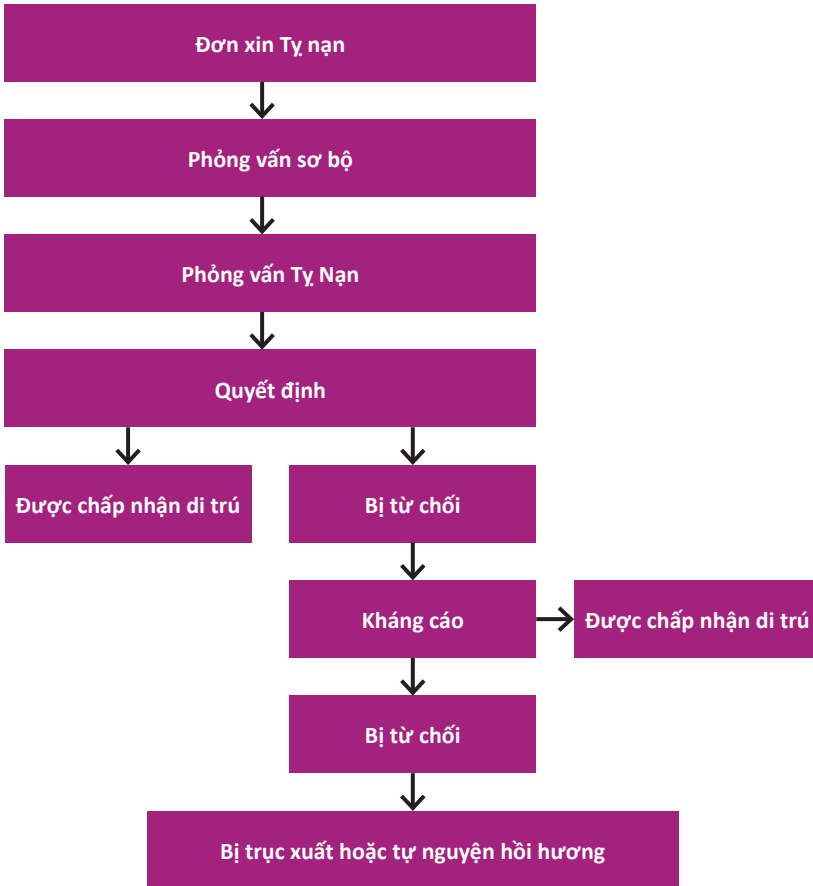 Đơn xin Tỵ nạn
Phỏng vấn sơ bộ
Phỏng vấn Tỵ Nạn
Quyết định
Được chấp nhận di trú
Bị từ chối
Kháng cáo
Được chấp nhận di trú
Bị từ chối
Bị trục xuất hoặc tự nguyện hồi hương